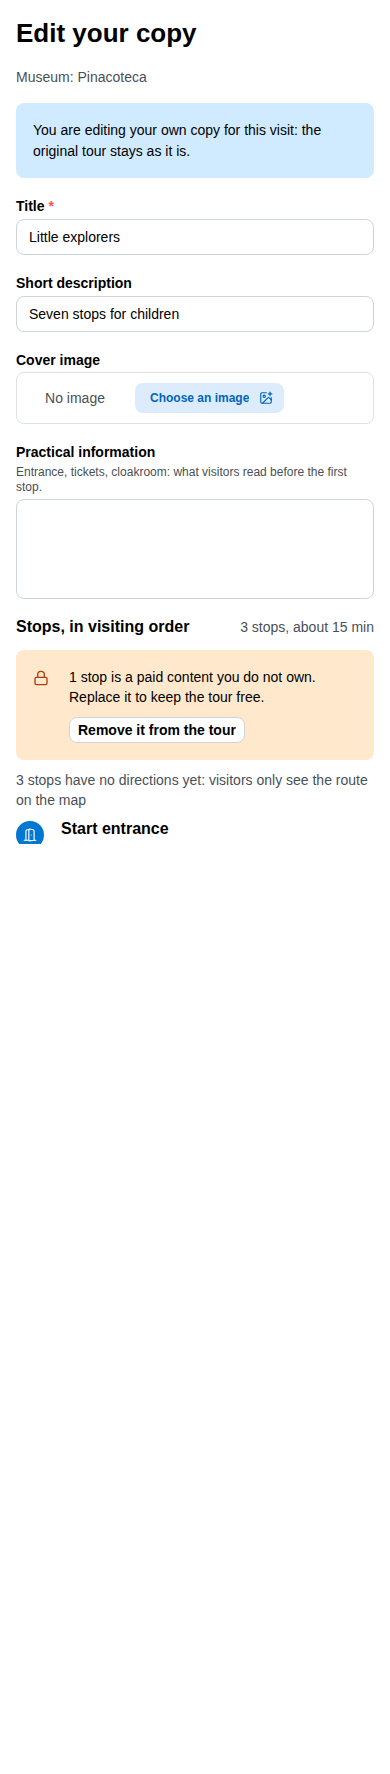 Edit your copy
Museum: Pinacoteca
You are editing your own copy for this visit: the
original tour stays as it is.
Title *
Little explorers
Short description
Seven stops for children
Cover image
No image Choose an image
Practical information
Entrance, tickets, cloakroom: what visitors read before the first
stop.
Stops, in visiting order 3 stops, about 15 min
1 stop is a paid content you do not own.
Replace it to keep the tour free.
Remove it from the tour
3 stops have no directions yet: visitors only see the route
on the map
Start entrance